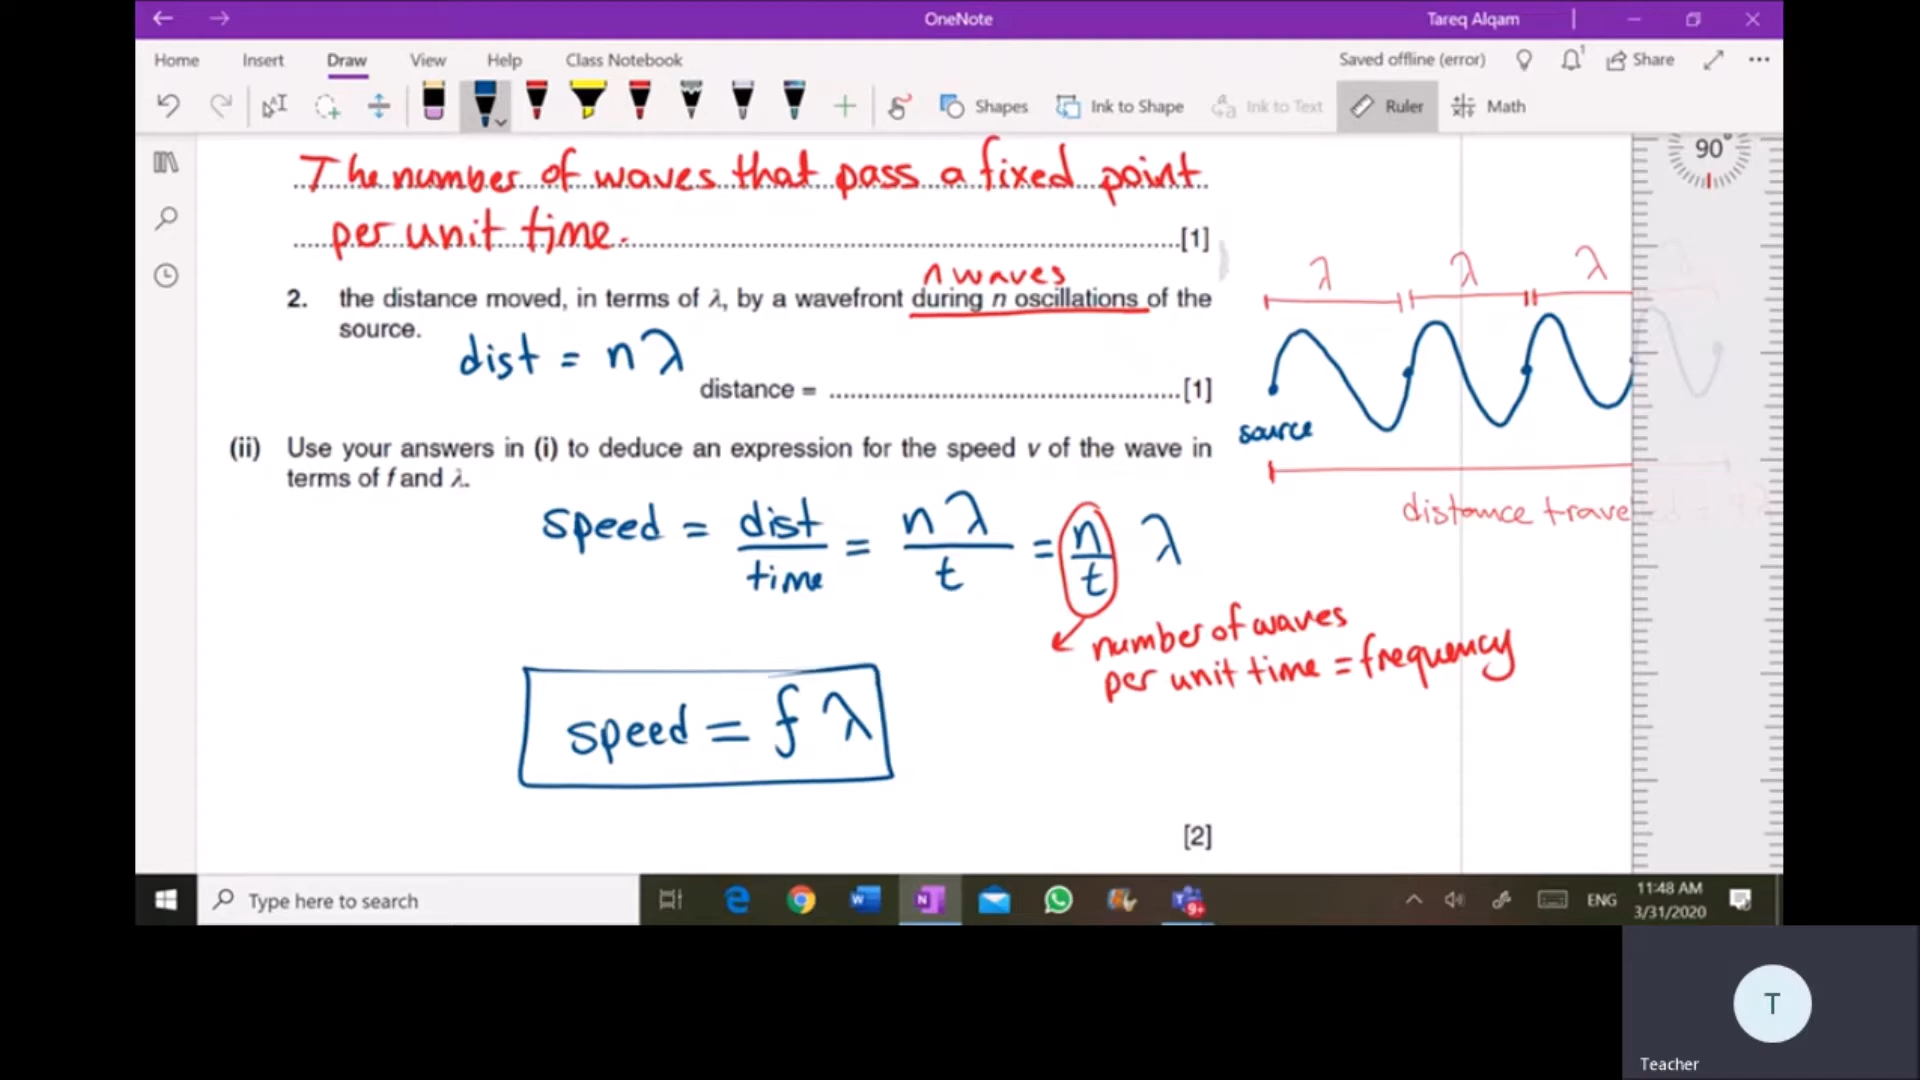 OneNote
Tareq Alqam
Home Insert Draw View Help Class Notebook
Saved offline (error) 1 Share
Shapes Ink to Shape Ink to Text Ruler Math
90°
The number of waves that pass a fixed point
per unit time. [1]
n waves
2. the distance moved, in terms of λ, by a wavefront during n oscillations of the
source.
dist = nλ
distance = [1]
λ λ λ
source
distance trave
(ii) Use your answers in (i) to deduce an expression for the speed v of the wave in
terms of f and λ.
speed = dist/time = nλ/t = n/t λ
number of waves
per unit time = frequency
speed = f λ
[2]
Type here to search
9+
ENG
11:48 AM
3/31/2020
T
Teacher